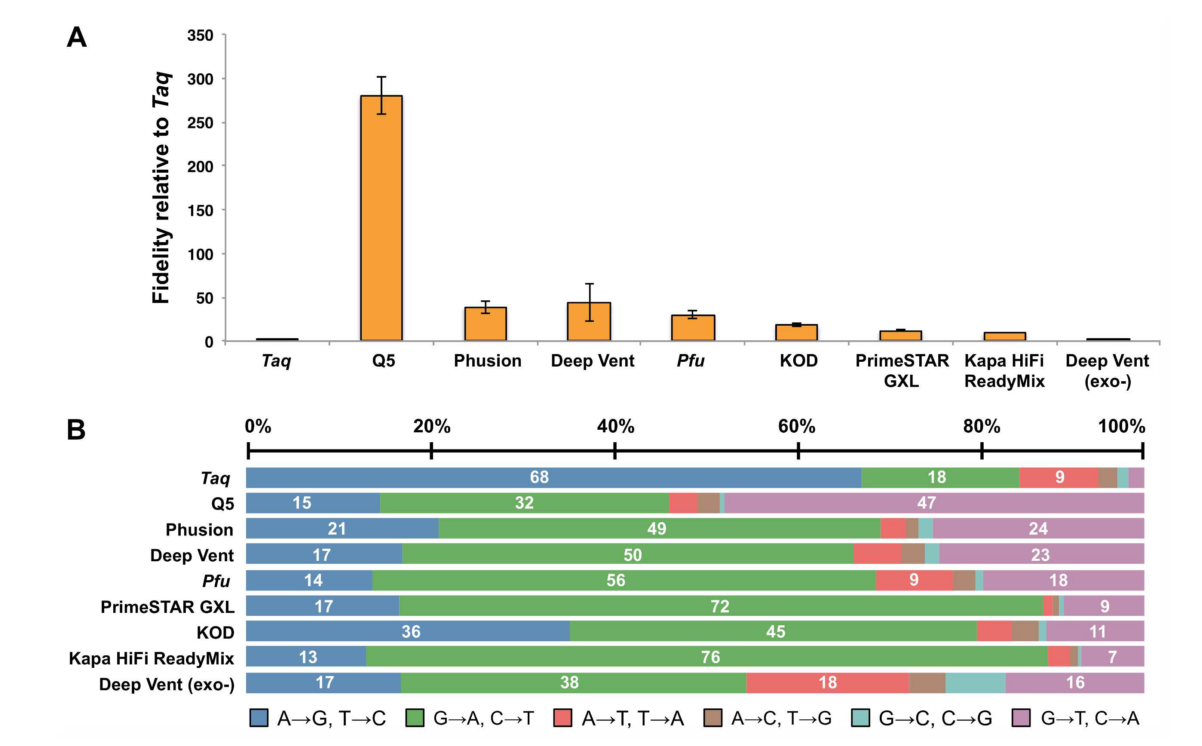 A
Fidelity relative to Taq
350
300
250
200
150
100
50
0
Taq
Q5
Phusion
Deep Vent
Pfu
KOD
PrimeSTAR GXL
Kapa HiFi ReadyMix
Deep Vent (exo-)
B
0% 20% 40% 60% 80% 100%
Taq 68 18 9
Q5 15 32 47
Phusion 21 49 24
Deep Vent 17 50 23
Pfu 14 56 9 18
PrimeSTAR GXL 17 72 9
KOD 36 45 11
Kapa HiFi ReadyMix 13 76 7
Deep Vent (exo-) 17 38 18 16
A→G, T→C G→A, C→T A→T, T→A A→C, T→G G→C, C→G G→T, C→A